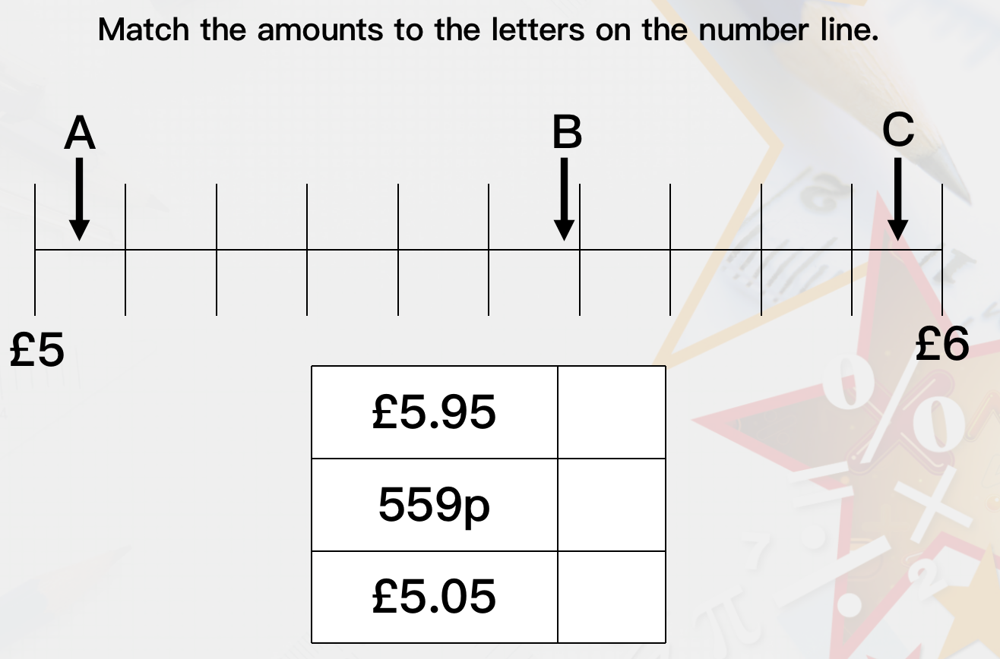 Match the amounts to the letters on the number line.
A B C
£5 £6
£5.95
559p
£5.05